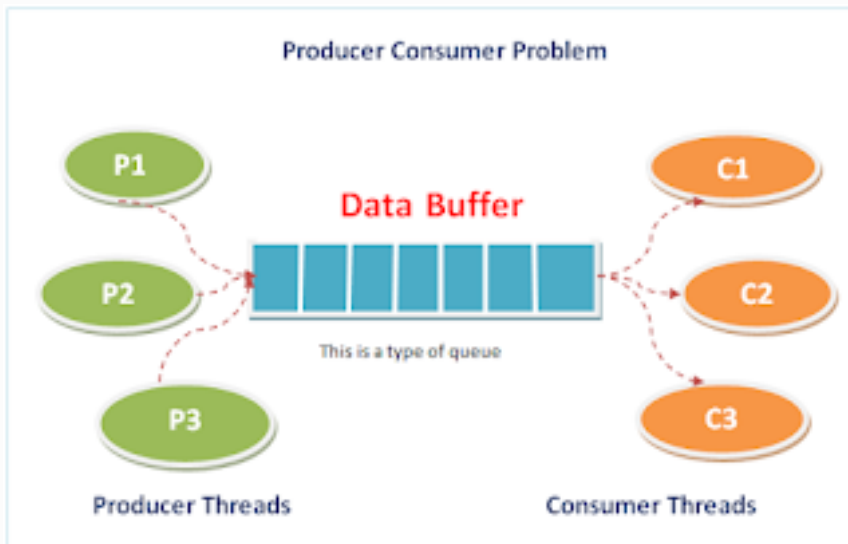 Producer Consumer Problem
P1
C1
Data Buffer
P2
C2
This is a type of queue
P3
C3
Producer Threads
Consumer Threads